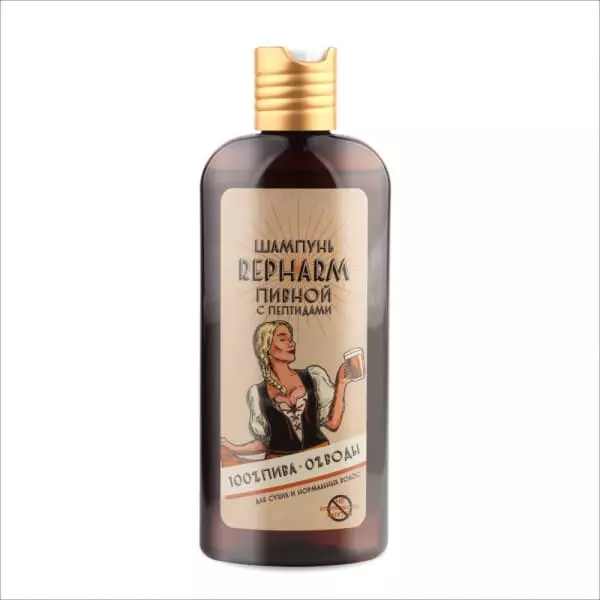 ШАМПУНЬ
REPHARM
ПИВНОЙ
С ПЕПТИДАМИ
100% ПИВА · 0% ВОДЫ
ДЛЯ СУХИХ И НОРМАЛЬНЫХ ВОЛОС